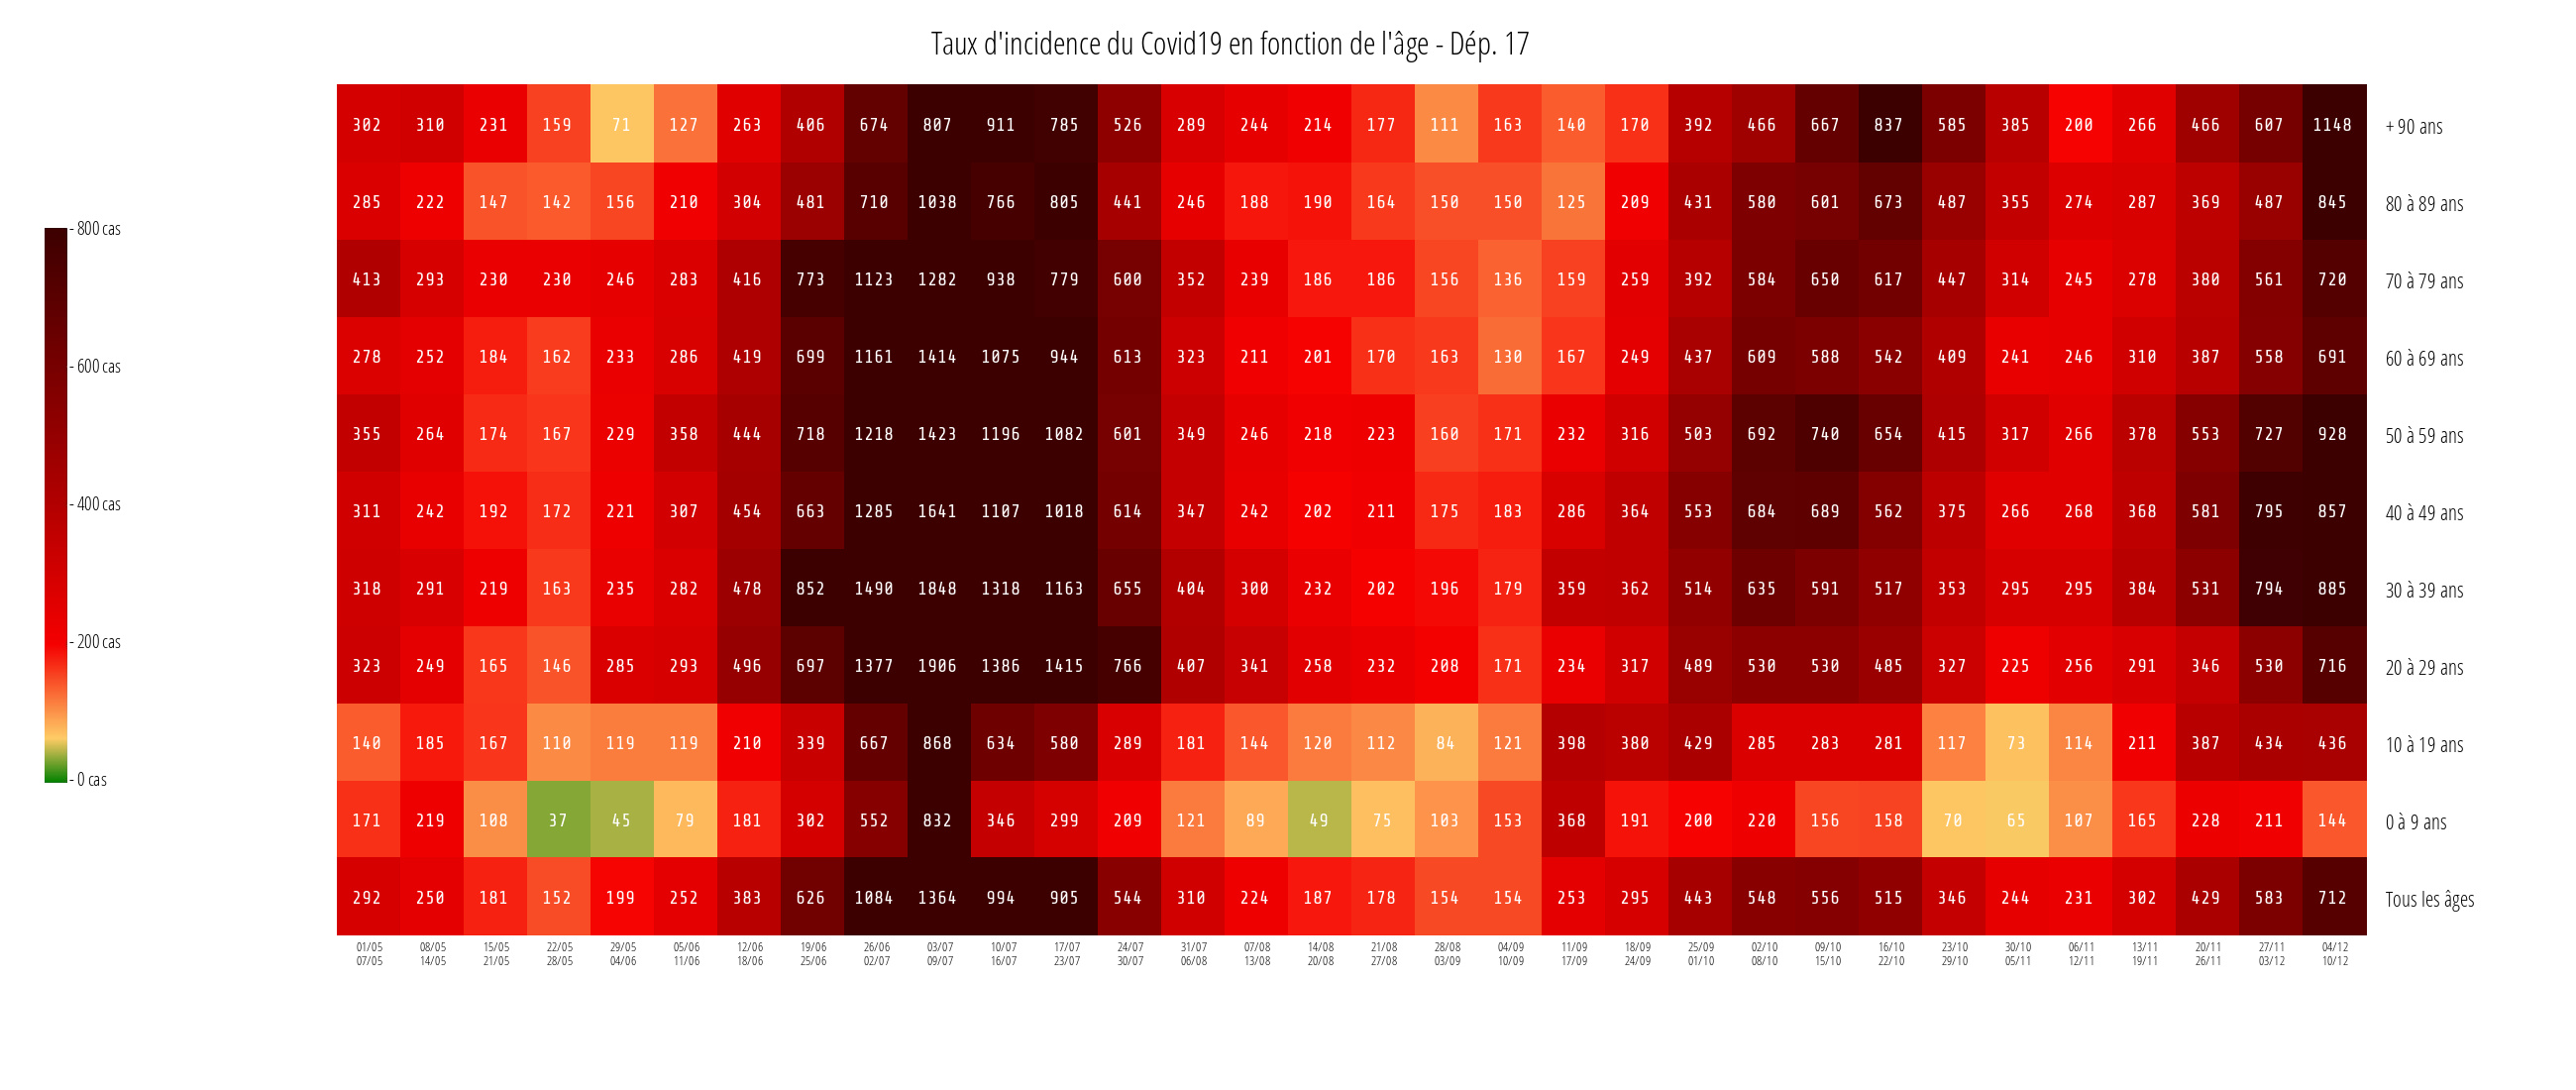 Taux d'incidence du Covid19 en fonction de l'âge - Dép. 17
- 800 cas
- 600 cas
- 400 cas
- 200 cas
- 0 cas
302 310 231 159 71 127 263 406 674 807 911 785 526 289 244 214 177 111 163 140 170 392 466 667 837 585 385 200 266 466 607 1148 + 90 ans
285 222 147 142 156 210 304 481 710 1038 766 805 441 246 188 190 164 150 150 125 209 431 580 601 673 487 355 274 287 369 487 845 80 à 89 ans
413 293 230 230 246 283 416 773 1123 1282 938 779 600 352 239 186 186 156 136 159 259 392 584 650 617 447 314 245 278 380 561 720 70 à 79 ans
278 252 184 162 233 286 419 699 1161 1414 1075 944 613 323 211 201 170 163 130 167 249 437 609 588 542 409 241 246 310 387 558 691 60 à 69 ans
355 264 174 167 229 358 444 718 1218 1423 1196 1082 601 349 246 218 223 160 171 232 316 503 692 740 654 415 317 266 378 553 727 928 50 à 59 ans
311 242 192 172 221 307 454 663 1285 1641 1107 1018 614 347 242 202 211 175 183 286 364 553 684 689 562 375 266 268 368 581 795 857 40 à 49 ans
318 291 219 163 235 282 478 852 1490 1848 1318 1163 655 404 300 232 202 196 179 359 362 514 635 591 517 353 295 295 384 531 794 885 30 à 39 ans
323 249 165 146 285 293 496 697 1377 1906 1386 1415 766 407 341 258 232 208 171 234 317 489 530 530 485 327 225 256 291 346 530 716 20 à 29 ans
140 185 167 110 119 119 210 339 667 868 634 580 289 181 144 120 112 84 121 398 380 429 285 283 281 117 73 114 211 387 434 436 10 à 19 ans
171 219 108 37 45 79 181 302 552 832 346 299 209 121 89 49 75 103 153 368 191 200 220 156 158 70 65 107 165 228 211 144 0 à 9 ans
292 250 181 152 199 252 383 626 1084 1364 994 905 544 310 224 187 178 154 154 253 295 443 548 556 515 346 244 231 302 429 583 712 Tous les âges
01/05 08/05 15/05 22/05 29/05 05/06 12/06 19/06 26/06 03/07 10/07 17/07 24/07 31/07 07/08 14/08 21/08 28/08 04/09 11/09 18/09 25/09 02/10 09/10 16/10 23/10 30/10 06/11 13/11 20/11 27/11 04/12
07/05 14/05 21/05 28/05 04/06 11/06 18/06 25/06 02/07 09/07 16/07 23/07 30/07 06/08 13/08 20/08 27/08 03/09 10/09 17/09 24/09 01/10 08/10 15/10 22/10 29/10 05/11 12/11 19/11 26/11 03/12 10/12